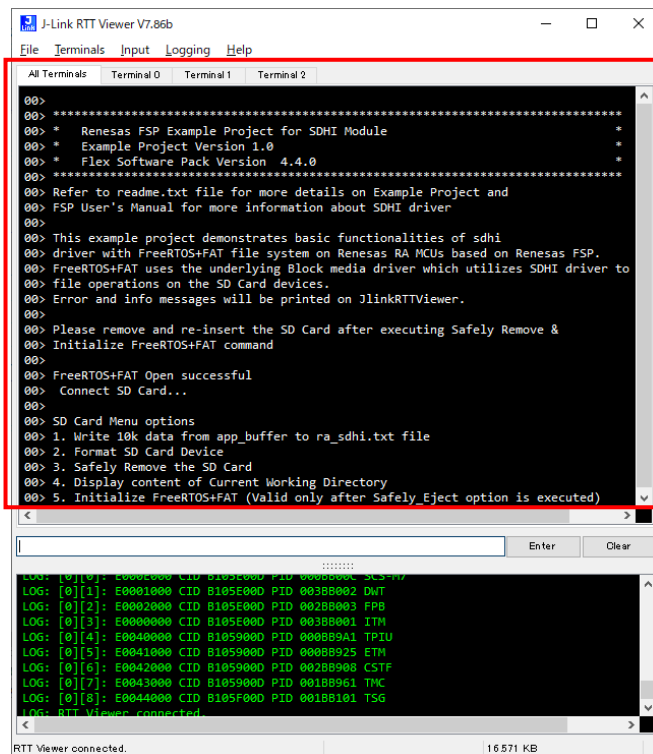 J-Link RTT Viewer V7.86b
File Terminals Input Logging Help
All Terminals Terminal 0 Terminal 1 Terminal 2
00>
00> *******************************************************************************
00> *   Renesas FSP Example Project for SDHI Module                                *
00> *   Example Project Version 1.0                                                *
00> *   Flex Software Pack Version  4.4.0                                          *
00> *******************************************************************************
00> Refer to readme.txt file for more details on Example Project and
00> FSP User's Manual for more information about SDHI driver
00>
00> This example project demonstrates basic functionalities of sdhi
00> driver with FreeRTOS+FAT file system on Renesas RA MCUs based on Renesas FSP.
00> FreeRTOS+FAT uses the underlying Block media driver which utilizes SDHI driver to
00> file operations on the SD Card devices.
00> Error and info messages will be printed on JlinkRTTViewer.
00>
00> Please remove and re-insert the SD Card after executing Safely Remove &
00> Initialize FreeRTOS+FAT command
00>
00> FreeRTOS+FAT Open successful
00>  Connect SD Card...
00>
00> SD Card Menu options
00> 1. Write 10k data from app_buffer to ra_sdhi.txt file
00> 2. Format SD Card Device
00> 3. Safely Remove the SD Card
00> 4. Display content of Current Working Directory
00> 5. Initialize FreeRTOS+FAT (Valid only after Safely_Eject option is executed)
Enter Clear
LOG: [0][0]: E000E000 CID B105E00D PID 000BB00C SCS-M7
LOG: [0][1]: E0001000 CID B105E00D PID 003BB002 DWT
LOG: [0][2]: E0002000 CID B105E00D PID 002BB003 FPB
LOG: [0][3]: E0000000 CID B105E00D PID 003BB001 ITM
LOG: [0][4]: E0040000 CID B105900D PID 000BB9A1 TPIU
LOG: [0][5]: E0041000 CID B105900D PID 000BB925 ETM
LOG: [0][6]: E0042000 CID B105900D PID 002BB908 CSTF
LOG: [0][7]: E0043000 CID B105900D PID 001BB961 TMC
LOG: [0][8]: E0044000 CID B105F00D PID 001BB101 TSG
LOG: RTT Viewer connected.
RTT Viewer connected. 16.571 KB